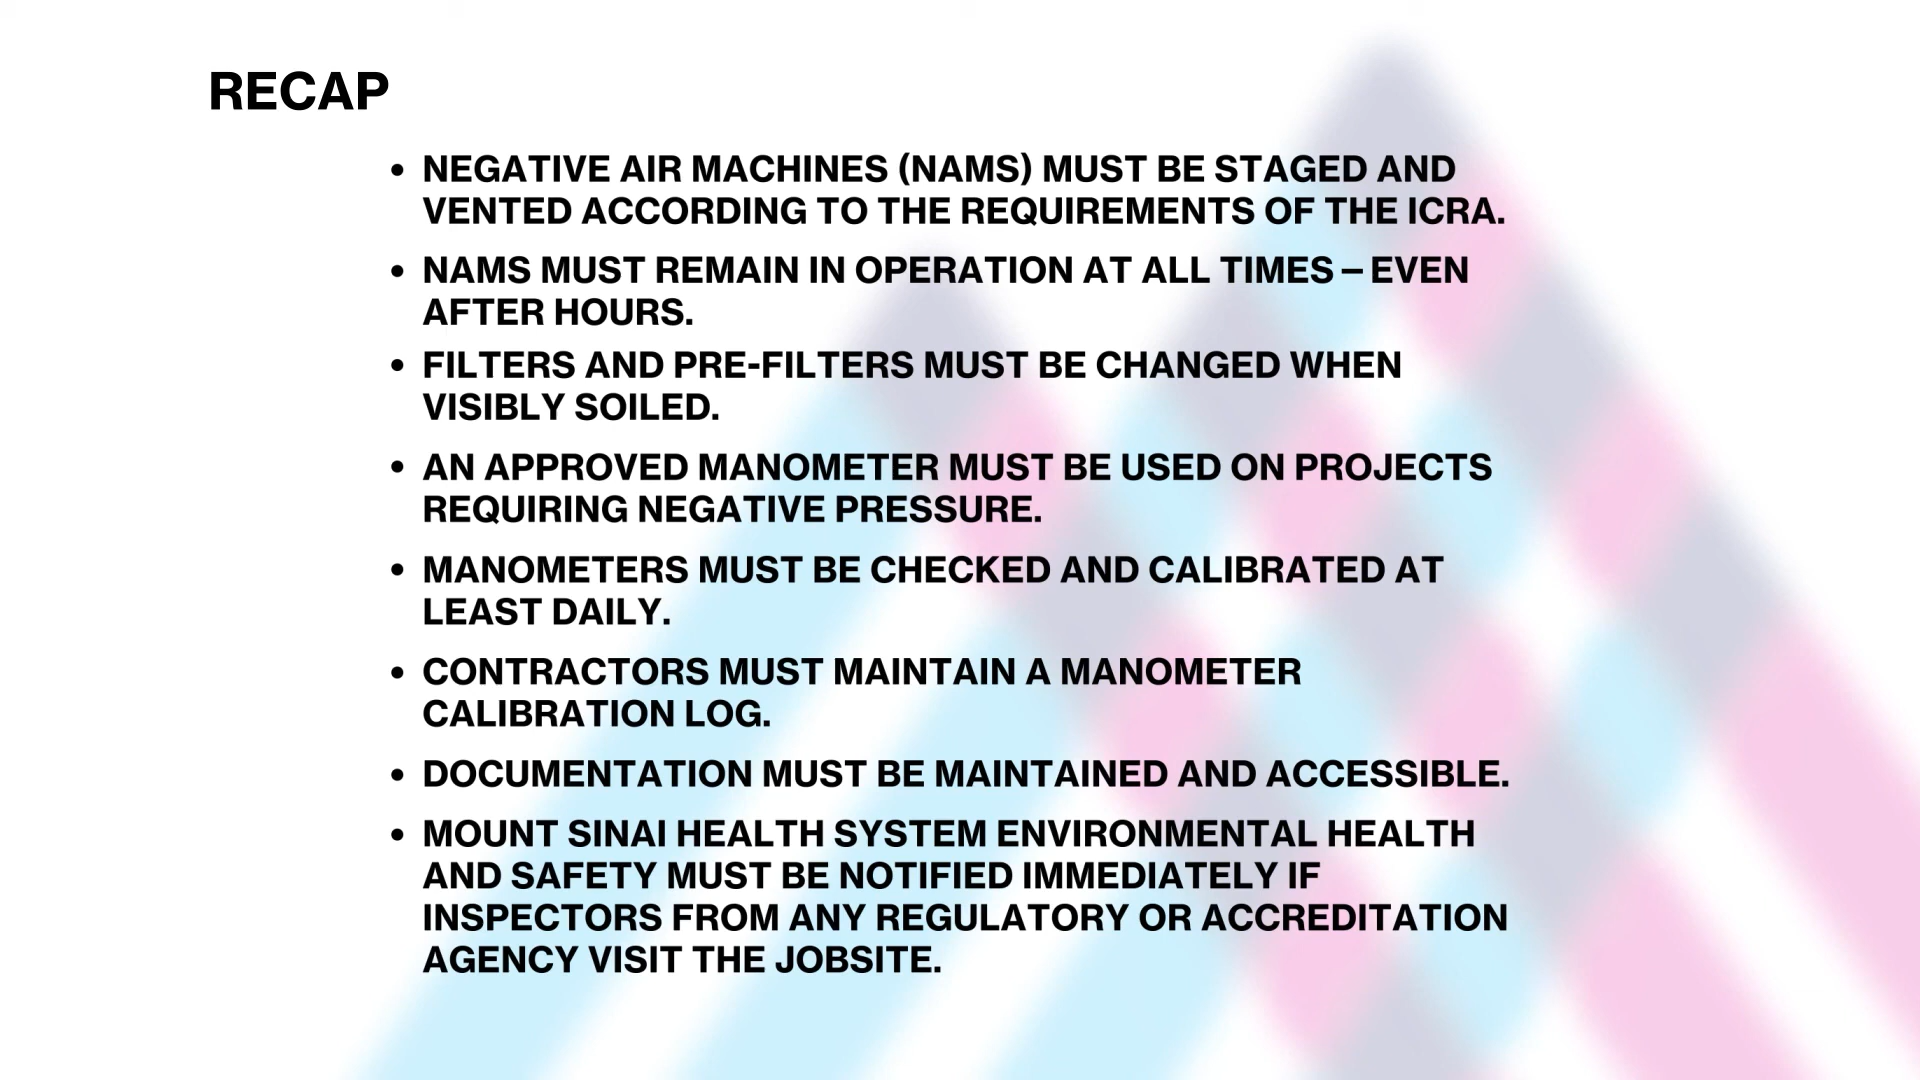 RECAP
• NEGATIVE AIR MACHINES (NAMS) MUST BE STAGED AND
VENTED ACCORDING TO THE REQUIREMENTS OF THE ICRA.
• NAMS MUST REMAIN IN OPERATION AT ALL TIMES – EVEN
AFTER HOURS.
• FILTERS AND PRE-FILTERS MUST BE CHANGED WHEN
VISIBLY SOILED.
• AN APPROVED MANOMETER MUST BE USED ON PROJECTS
REQUIRING NEGATIVE PRESSURE.
• MANOMETERS MUST BE CHECKED AND CALIBRATED AT
LEAST DAILY.
• CONTRACTORS MUST MAINTAIN A MANOMETER
CALIBRATION LOG.
• DOCUMENTATION MUST BE MAINTAINED AND ACCESSIBLE.
• MOUNT SINAI HEALTH SYSTEM ENVIRONMENTAL HEALTH
AND SAFETY MUST BE NOTIFIED IMMEDIATELY IF
INSPECTORS FROM ANY REGULATORY OR ACCREDITATION
AGENCY VISIT THE JOBSITE.